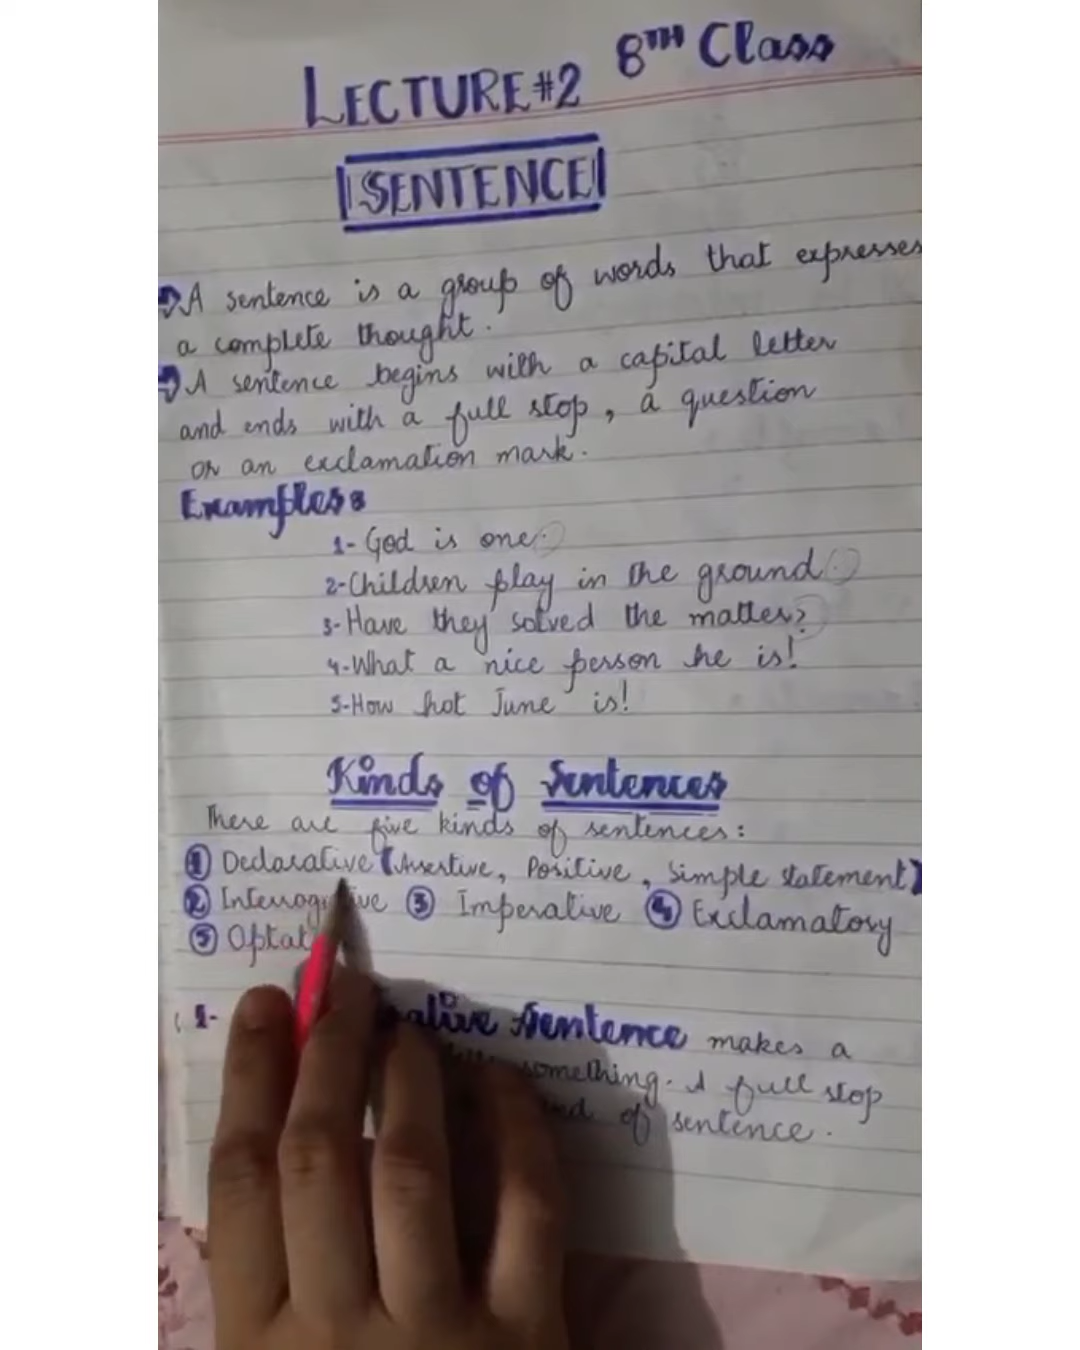 LECTURE#2 8TH Class
SENTENCE
A sentence is a group of words that expresses
a complete thought.
A sentence begins with a capital letter
and ends with a full stop, a question
or an exclamation mark.
Examples:
1- God is one.
2-Children play in the ground.
3-Have they solved the matter?
4-What a nice person he is!
5-How hot June is!
Kinds of Sentences
There are five kinds of sentences:
① Declarative (Assertive, Positive, Simple statement)
② ③ Imperative ④ Exclamatory
⑤
1- Sentence makes a
something. A full stop
of sentence.